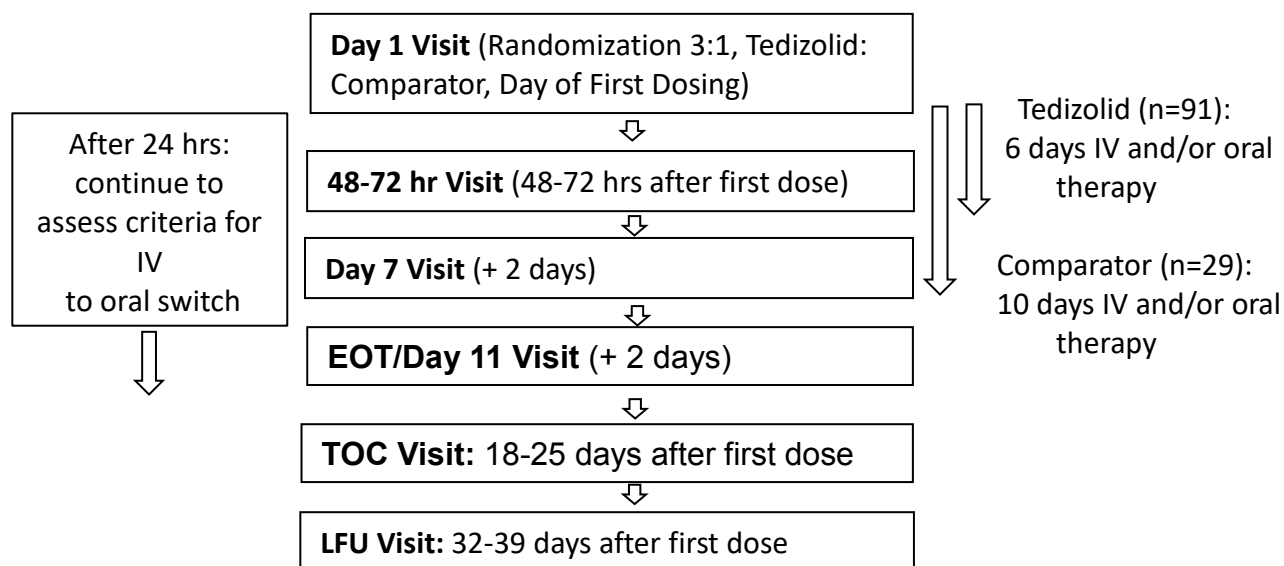 Day 1 Visit (Randomization 3:1, Tedizolid:
Comparator, Day of First Dosing)
After 24 hrs:
continue to
assess criteria for
IV
to oral switch
48-72 hr Visit (48-72 hrs after first dose)
Day 7 Visit (+ 2 days)
EOT/Day 11 Visit (+ 2 days)
TOC Visit: 18-25 days after first dose
LFU Visit: 32-39 days after first dose
Tedizolid (n=91):
6 days IV and/or oral
therapy
Comparator (n=29):
10 days IV and/or oral
therapy